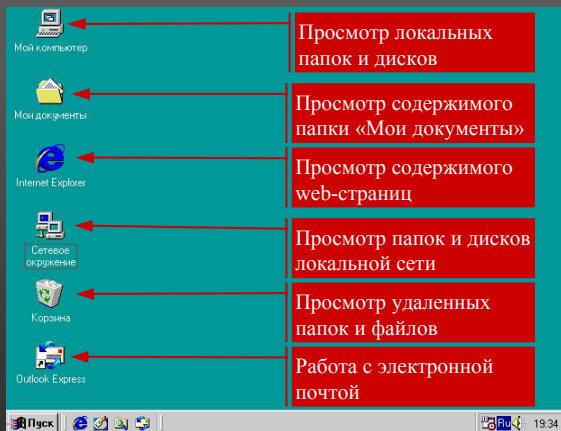 Мой компьютер
Просмотр локальных
папок и дисков
Мои документы
Просмотр содержимого
папки «Мои документы»
Internet Explorer
Просмотр содержимого
web-страниц
Сетевое
окружение
Просмотр папок и дисков
локальной сети
Корзина
Просмотр удаленных
папок и файлов
Outlook Express
Работа с электронной
почтой
Пуск Ru 19:34